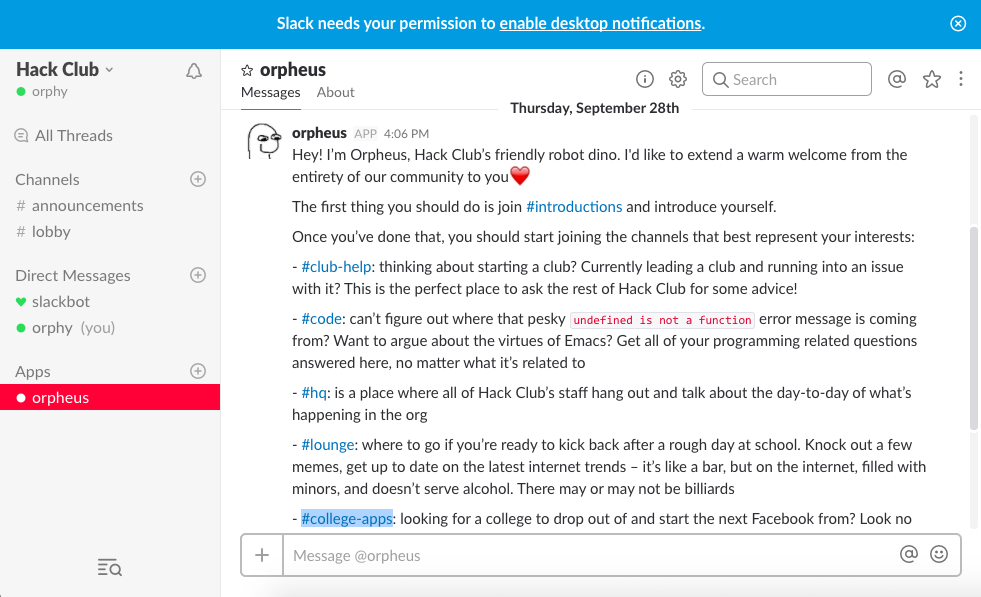 Slack needs your permission to enable desktop notifications.
Hack Club
orphy
All Threads
Channels
# announcements
# lobby
Direct Messages
slackbot
orphy (you)
Apps
orpheus
orpheus
Messages About
Search
Thursday, September 28th
orpheus APP 4:06 PM
Hey! I'm Orpheus, Hack Club's friendly robot dino. I'd like to extend a warm welcome from the
entirety of our community to you❤️
The first thing you should do is join #introductions and introduce yourself.
Once you've done that, you should start joining the channels that best represent your interests:
- #club-help: thinking about starting a club? Currently leading a club and running into an issue
with it? This is the perfect place to ask the rest of Hack Club for some advice!
- #code: can't figure out where that pesky undefined is not a function error message is coming
from? Want to argue about the virtues of Emacs? Get all of your programming related questions
answered here, no matter what it's related to
- #hq: is a place where all of Hack Club's staff hang out and talk about the day-to-day of what's
happening in the org
- #lounge: where to go if you're ready to kick back after a rough day at school. Knock out a few
memes, get up to date on the latest internet trends – it's like a bar, but on the internet, filled with
minors, and doesn't serve alcohol. There may or may not be billiards
- #college-apps: looking for a college to drop out of and start the next Facebook from? Look no
Message @orpheus